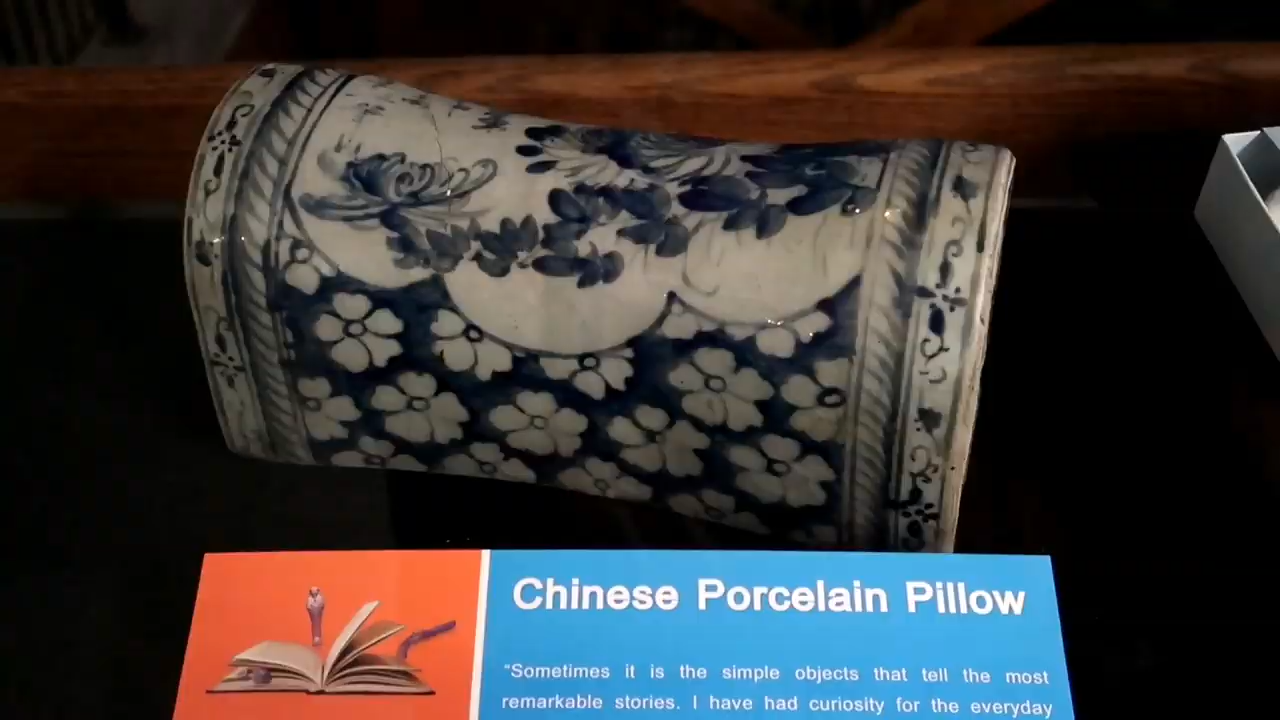 Chinese Porcelain Pillow
"Sometimes it is the simple objects that tell the most
remarkable stories. I have had curiosity for the everyday